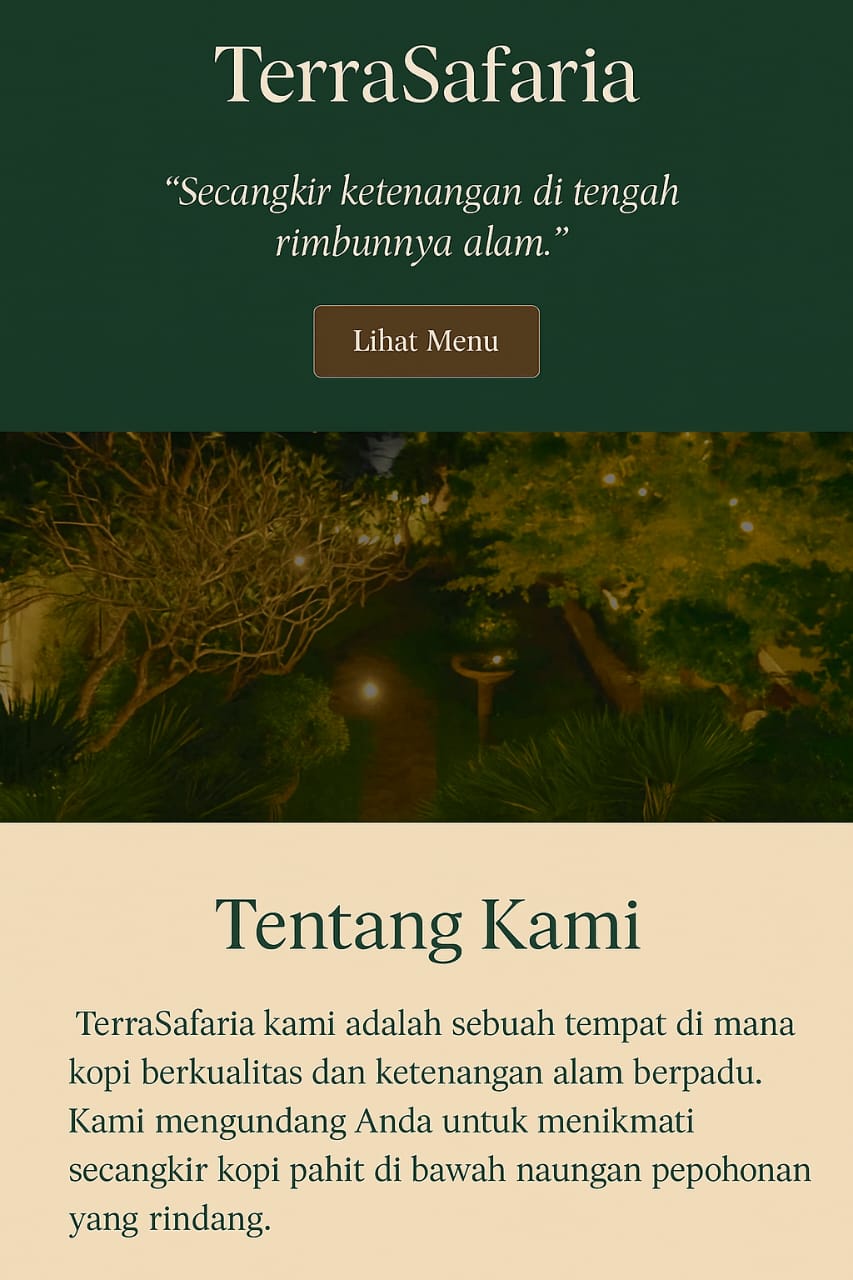 TerraSafaria
“Secangkir ketenangan di tengah
rimbunnya alam.”
Lihat Menu
Tentang Kami
TerraSafaria kami adalah sebuah tempat di mana
kopi berkualitas dan ketenangan alam berpadu.
Kami mengundang Anda untuk menikmati
secangkir kopi pahit di bawah naungan pepohonan
yang rindang.